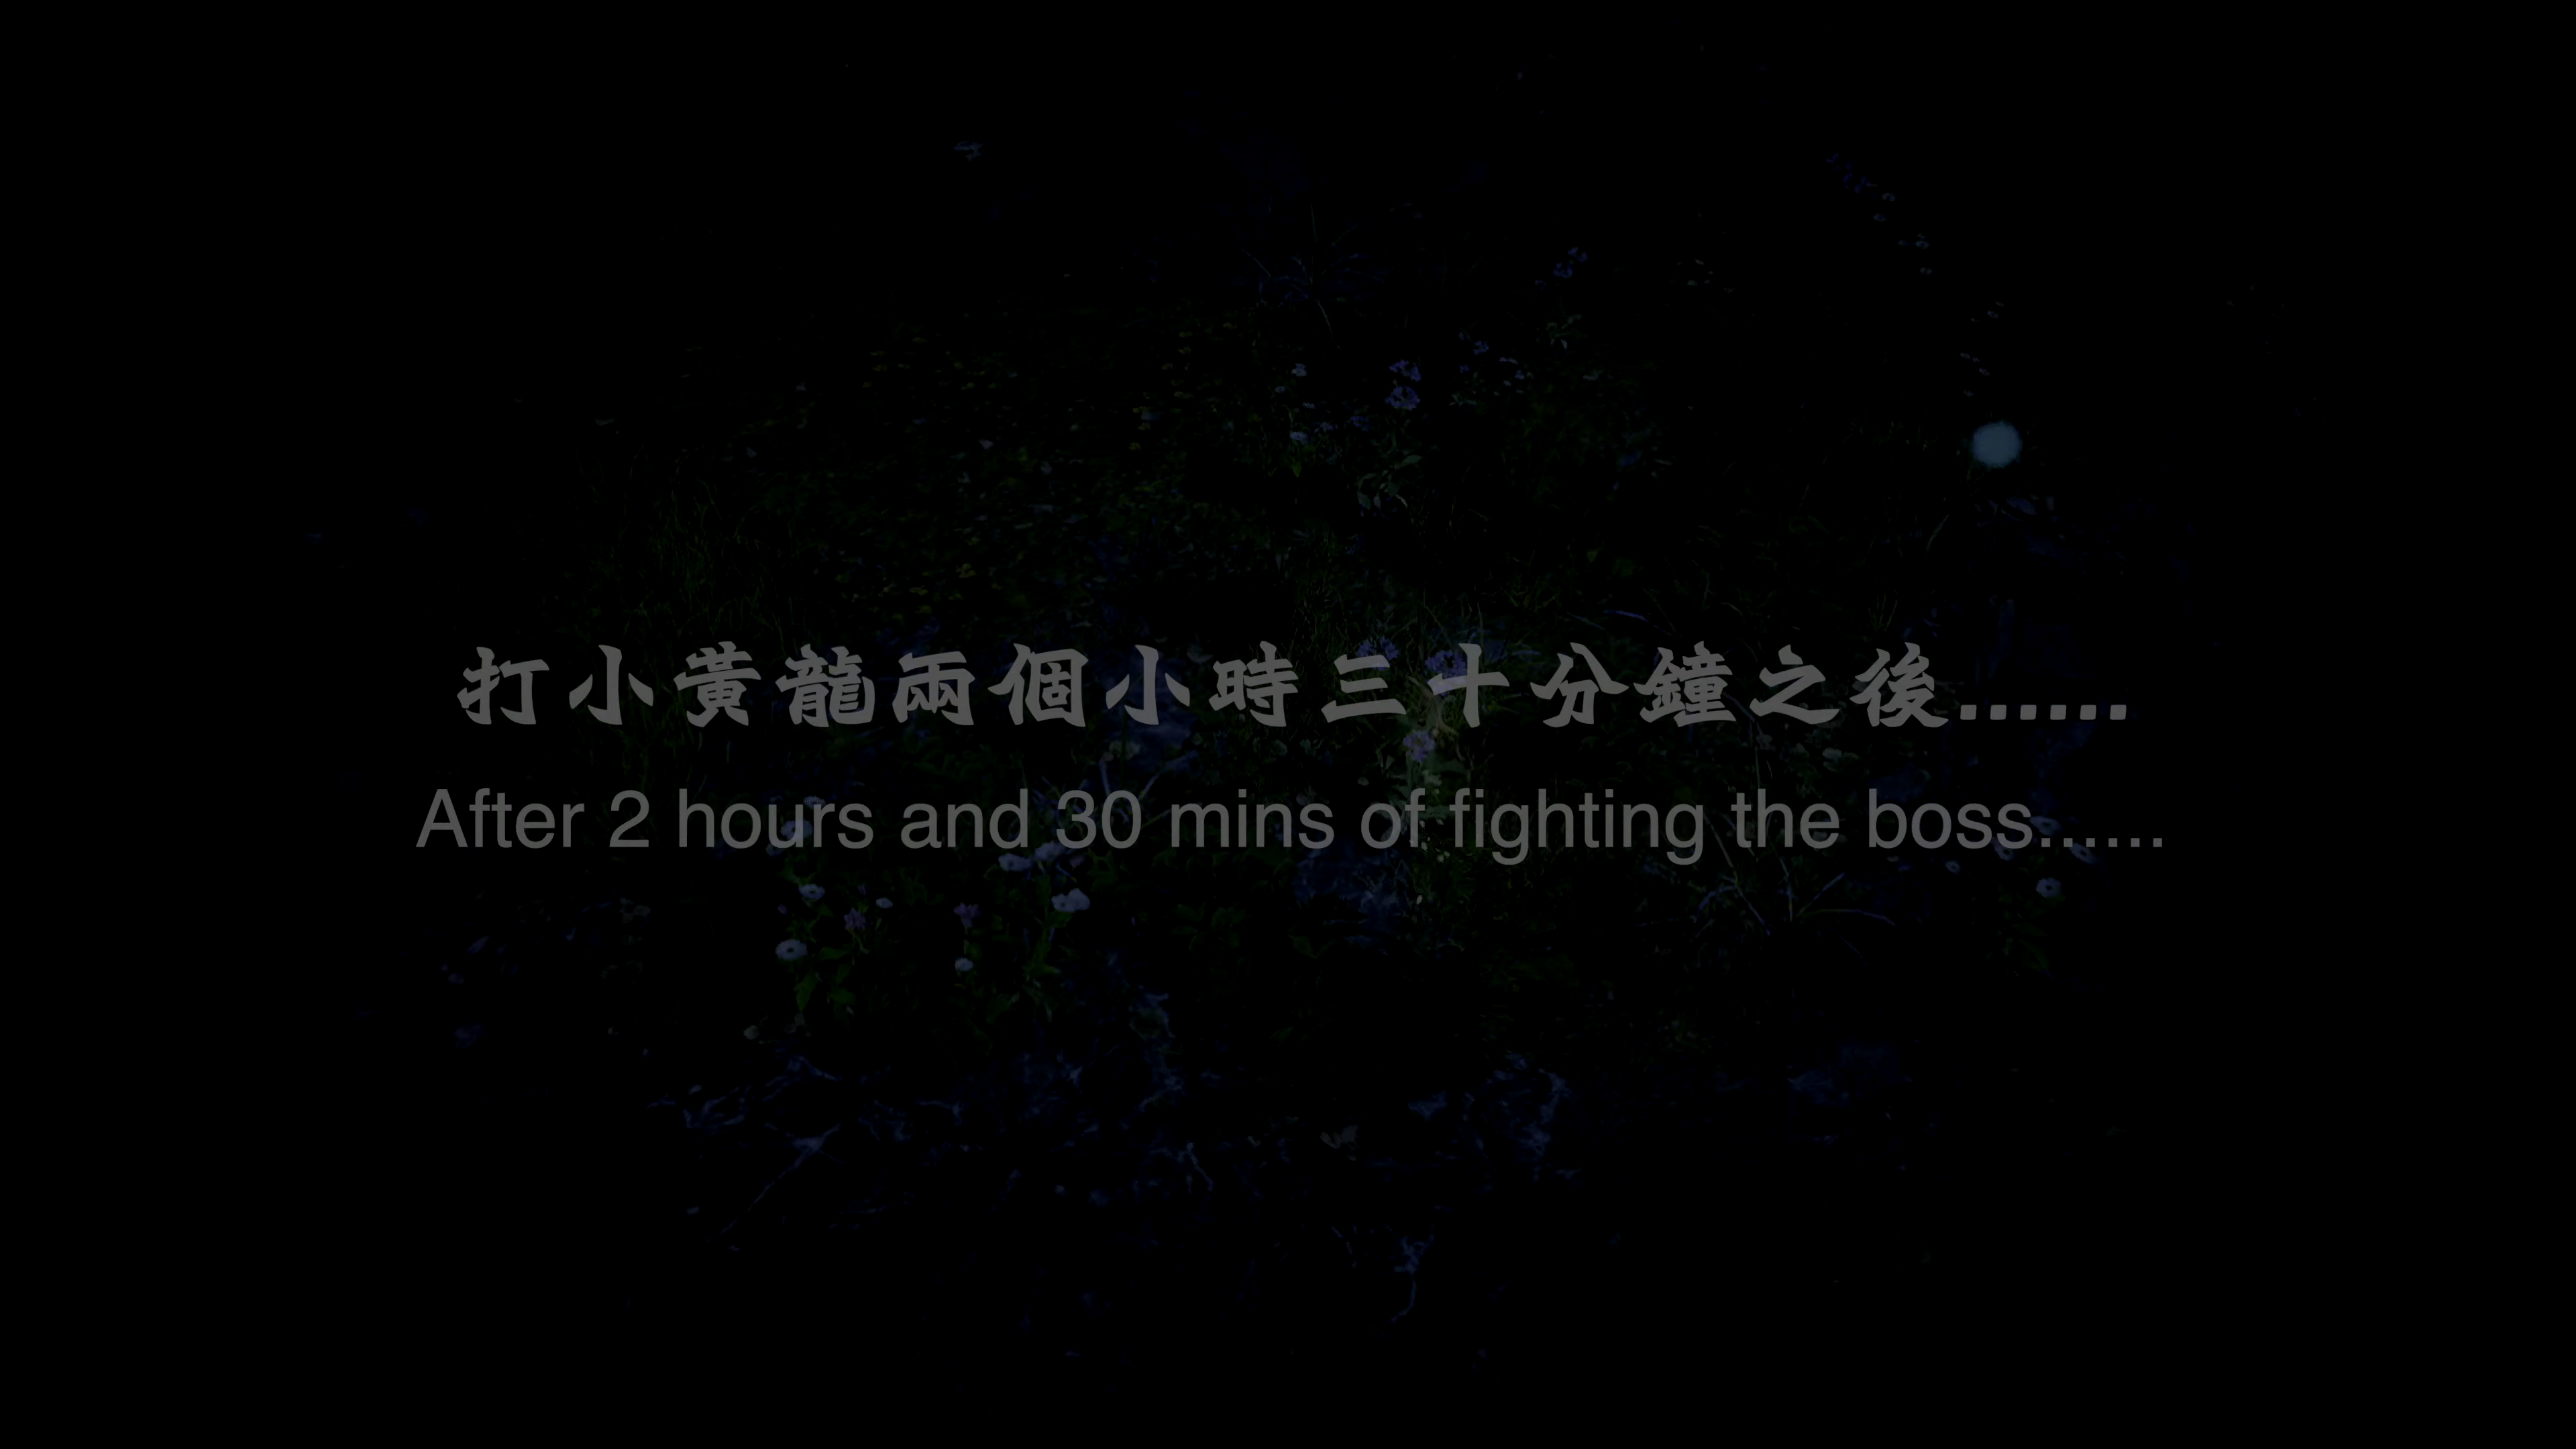 打小黃龍兩個小時三十分鐘之後......
After 2 hours and 30 mins of fighting the boss......